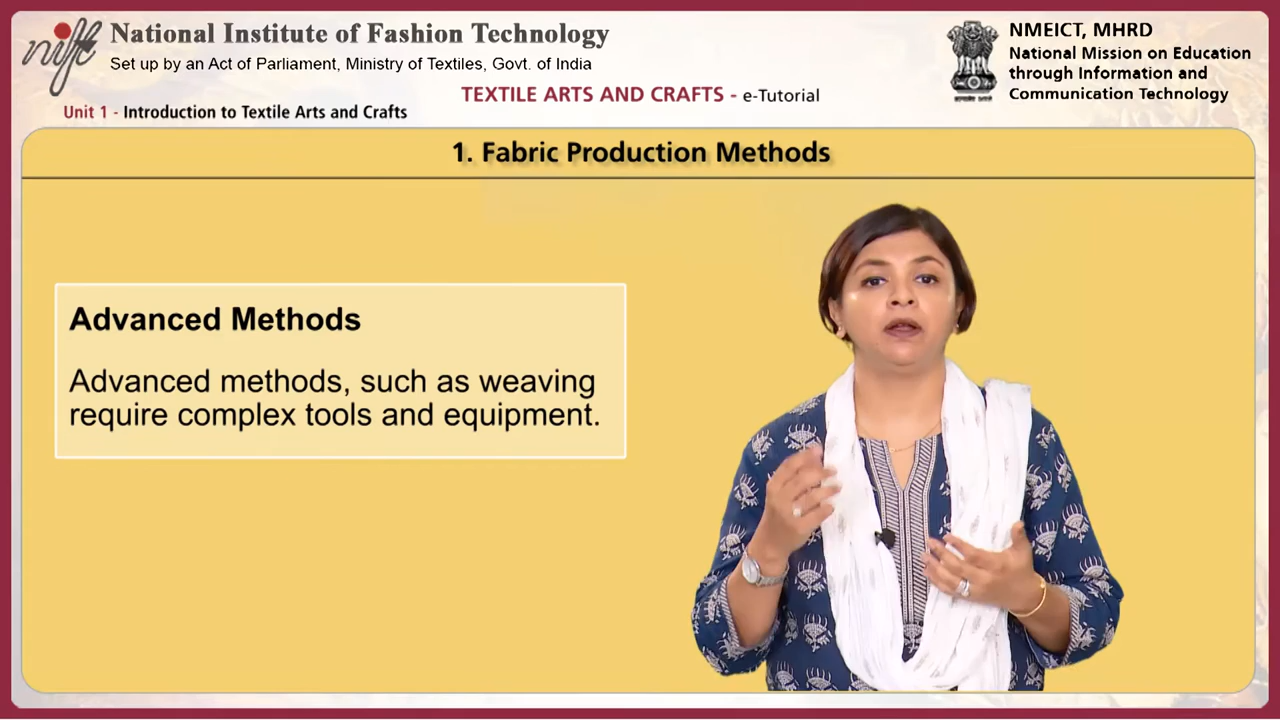 nift
National Institute of Fashion Technology
Set up by an Act of Parliament, Ministry of Textiles, Govt. of India
NMEICT, MHRD
National Mission on Education
through Information and
Communication Technology
TEXTILE ARTS AND CRAFTS - e-Tutorial
Unit 1 - Introduction to Textile Arts and Crafts
1. Fabric Production Methods
Advanced Methods
Advanced methods, such as weaving
require complex tools and equipment.